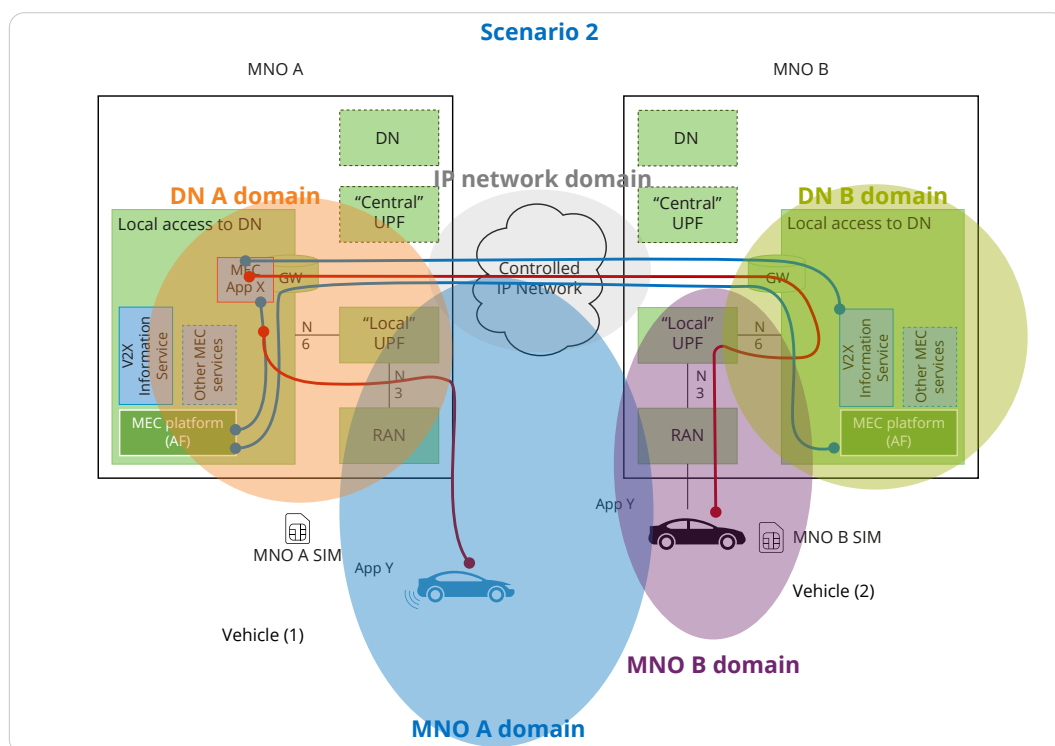 Scenario 2
MNO A
MNO B
DN
DN
IP network domain
DN A domain
DN B domain
“Central”
UPF
“Central”
UPF
Local access to DN
Local access to DN
MEC
App X
GW
Controlled
IP Network
GW
V2X
Information
Service
Other MEC
services
N
6
“Local”
UPF
“Local”
UPF
N
6
V2X
Information
Service
Other MEC
services
N
3
N
3
MEC platform
(AF)
RAN
RAN
MEC platform
(AF)
App Y
MNO A SIM
MNO B SIM
App Y
Vehicle (2)
Vehicle (1)
MNO B domain
MNO A domain